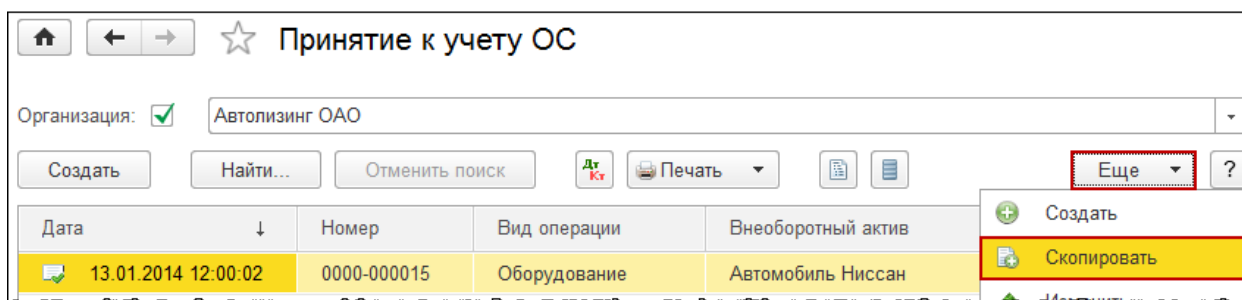 Принятие к учету ОС
Организация: Автолизинг ОАО
Создать Найти... Отменить поиск Дт Кт Печать Еще ?
Дата ↓ Номер Вид операции Внеоборотный актив Создать
13.01.2014 12:00:02 0000-000015 Оборудование Автомобиль Ниссан Скопировать